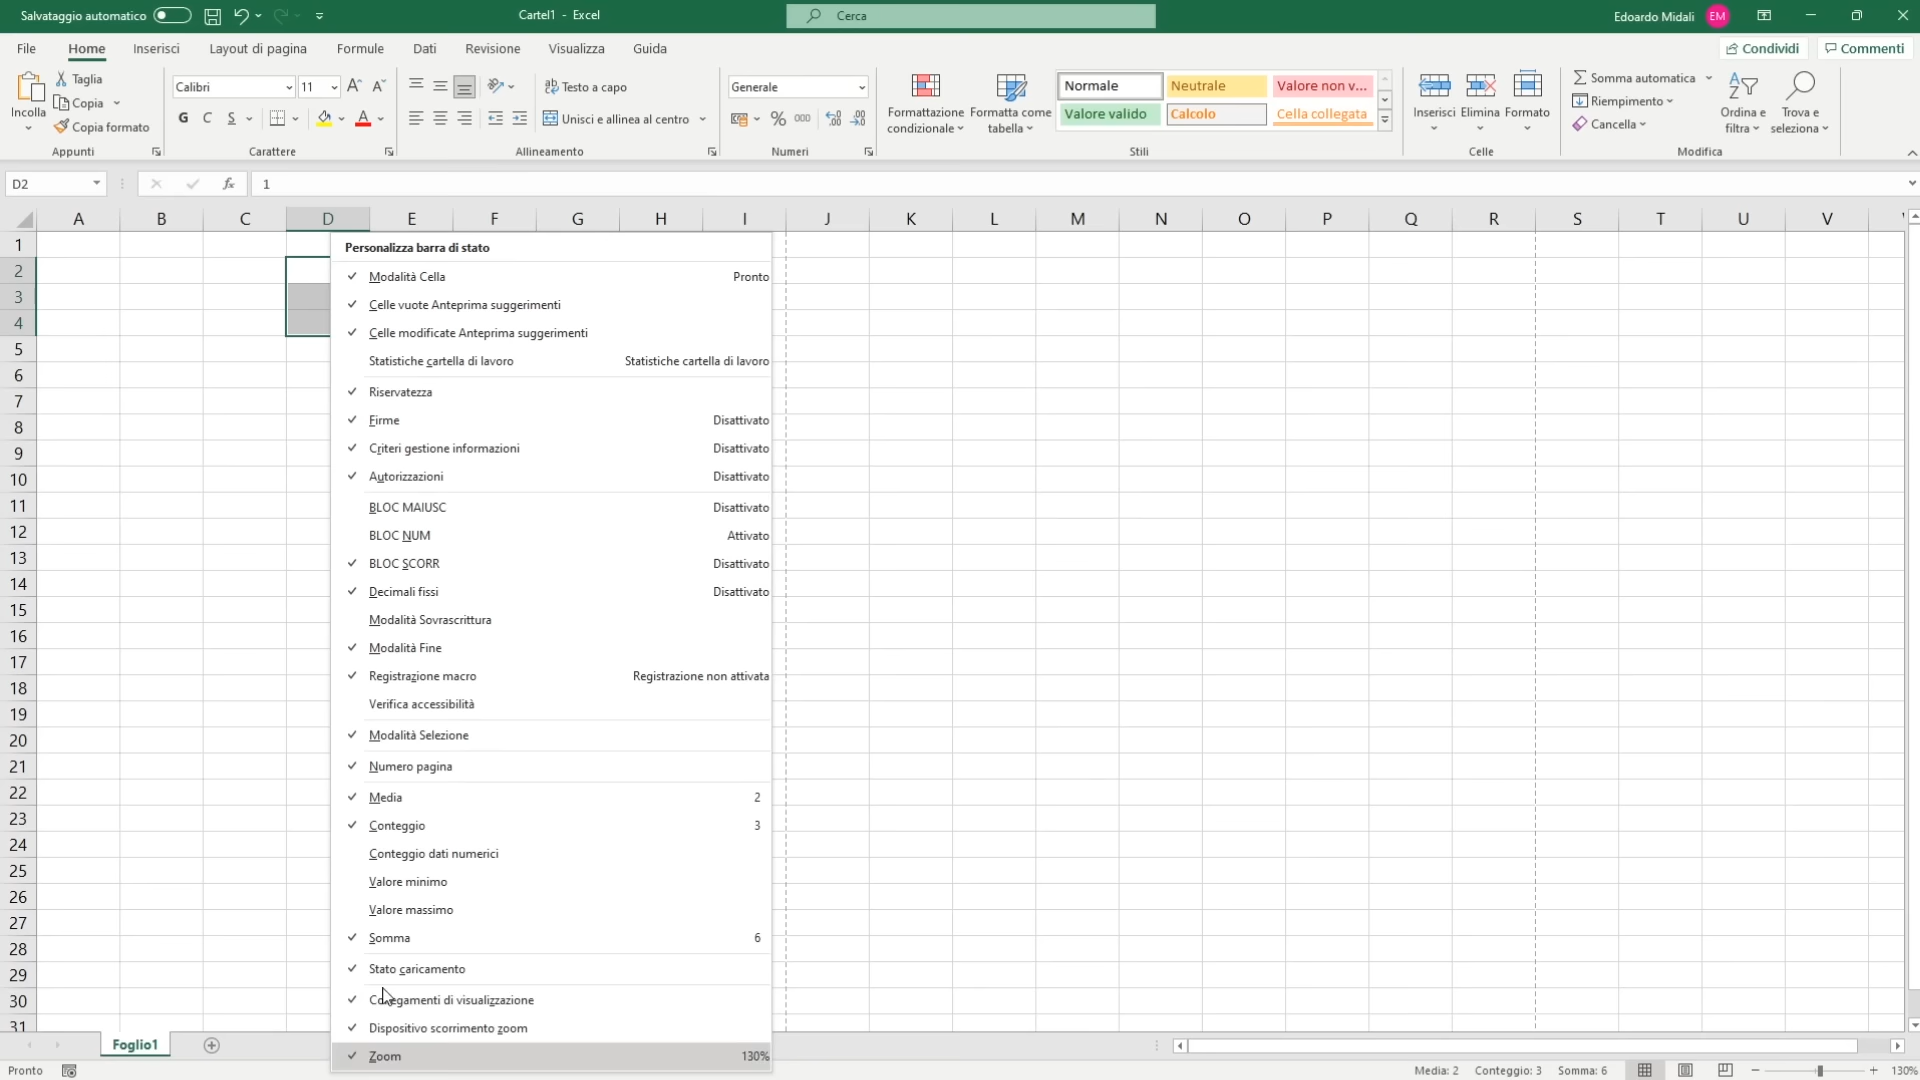 Salvataggio automatico
Cartel1 - Excel
Cerca
Edoardo Midali EM
File Home Inserisci Layout di pagina Formule Dati Revisione Visualizza Guida Condividi Commenti
Incolla
Taglia
Copia
Copia formato
Appunti
Calibri 11
G C S
Carattere
Testo a capo
Unisci e allinea al centro
Allineamento
Generale
% 000
Numeri
Formattazione condizionale
Formatta come tabella
Normale Neutrale Valore non v...
Valore valido Calcolo Cella collegata
Stili
Inserisci Elimina Formato
Celle
Somma automatica
Riempimento
Cancella
Ordina e filtra
Trova e seleziona
Modifica
D2 fx 1
A B C D E F G H I J K L M N O P Q R S T U V
1
2
3
4
5
6
7
8
9
10
11
12
13
14
15
16
17
18
19
20
21
22
23
24
25
26
27
28
29
30
31
Personalizza barra di stato
Modalità Cella Pronto
Celle vuote Anteprima suggerimenti
Celle modificate Anteprima suggerimenti
Statistiche cartella di lavoro Statistiche cartella di lavoro
Riservatezza
Firme Disattivato
Criteri gestione informazioni Disattivato
Autorizzazioni Disattivato
BLOC MAIUSC Disattivato
BLOC NUM Attivato
BLOC SCORR Disattivato
Decimali fissi Disattivato
Modalità Sovrascrittura
Modalità Fine
Registrazione macro Registrazione non attivata
Verifica accessibilità
Modalità Selezione
Numero pagina
Media 2
Conteggio 3
Conteggio dati numerici
Valore minimo
Valore massimo
Somma 6
Stato caricamento
Collegamenti di visualizzazione
Dispositivo scorrimento zoom
Zoom 130%
Foglio1
Pronto
Media: 2 Conteggio: 3 Somma: 6 130%